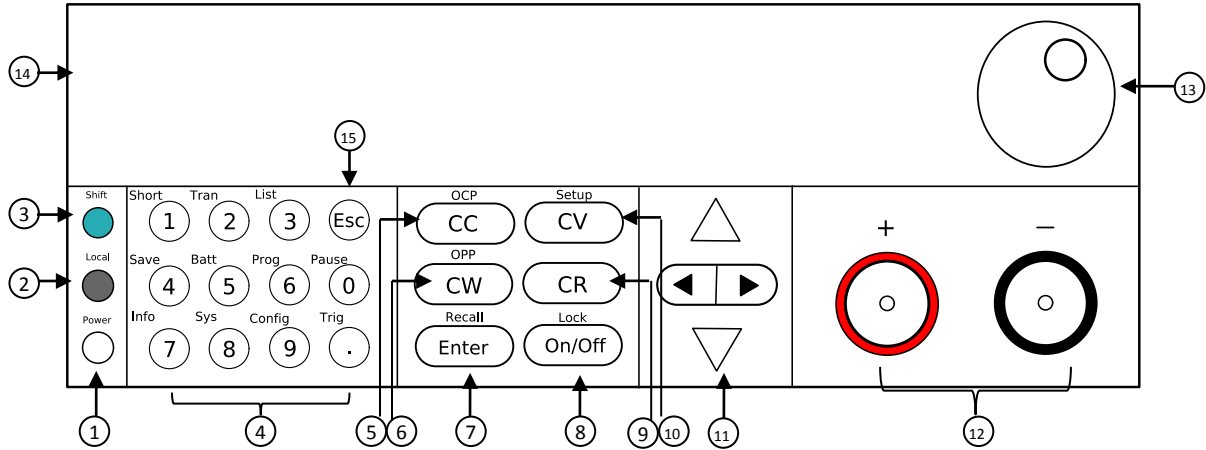 14
13
15
Shift
Short Tran List
OCP Setup
3
1 2 3 Esc
CC CV
+ −
Local
Save Batt Prog Pause
OPP
2
4 5 6 0
CW CR
Power
Info Sys Config Trig
Recall Lock
7 8 9 .
Enter On/Off
1 4 5 6 7 8 9 10 11 12